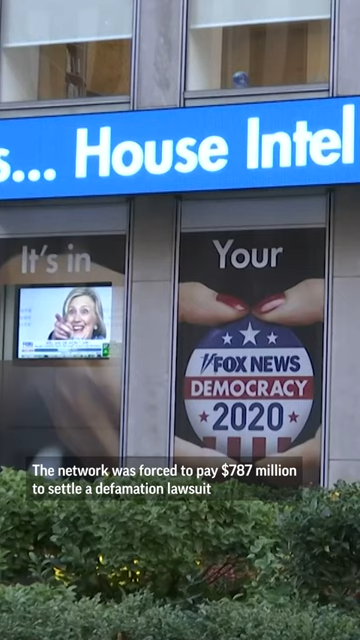 s... House Intel
It's in
Your
FOX NEWS
DEMOCRACY
2020
The network was forced to pay $787 million
to settle a defamation lawsuit